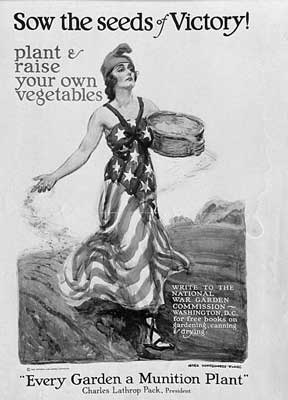 Sow the seeds of Victory!
plant &
raise
your own
vegetables
WRITE TO THE
NATIONAL
WAR GARDEN
COMMISSION ~
WASHINGTON, D.C.
for free books on
gardening, canning
& drying.
"Every Garden a Munition Plant"
Charles Lathrop Pack, President